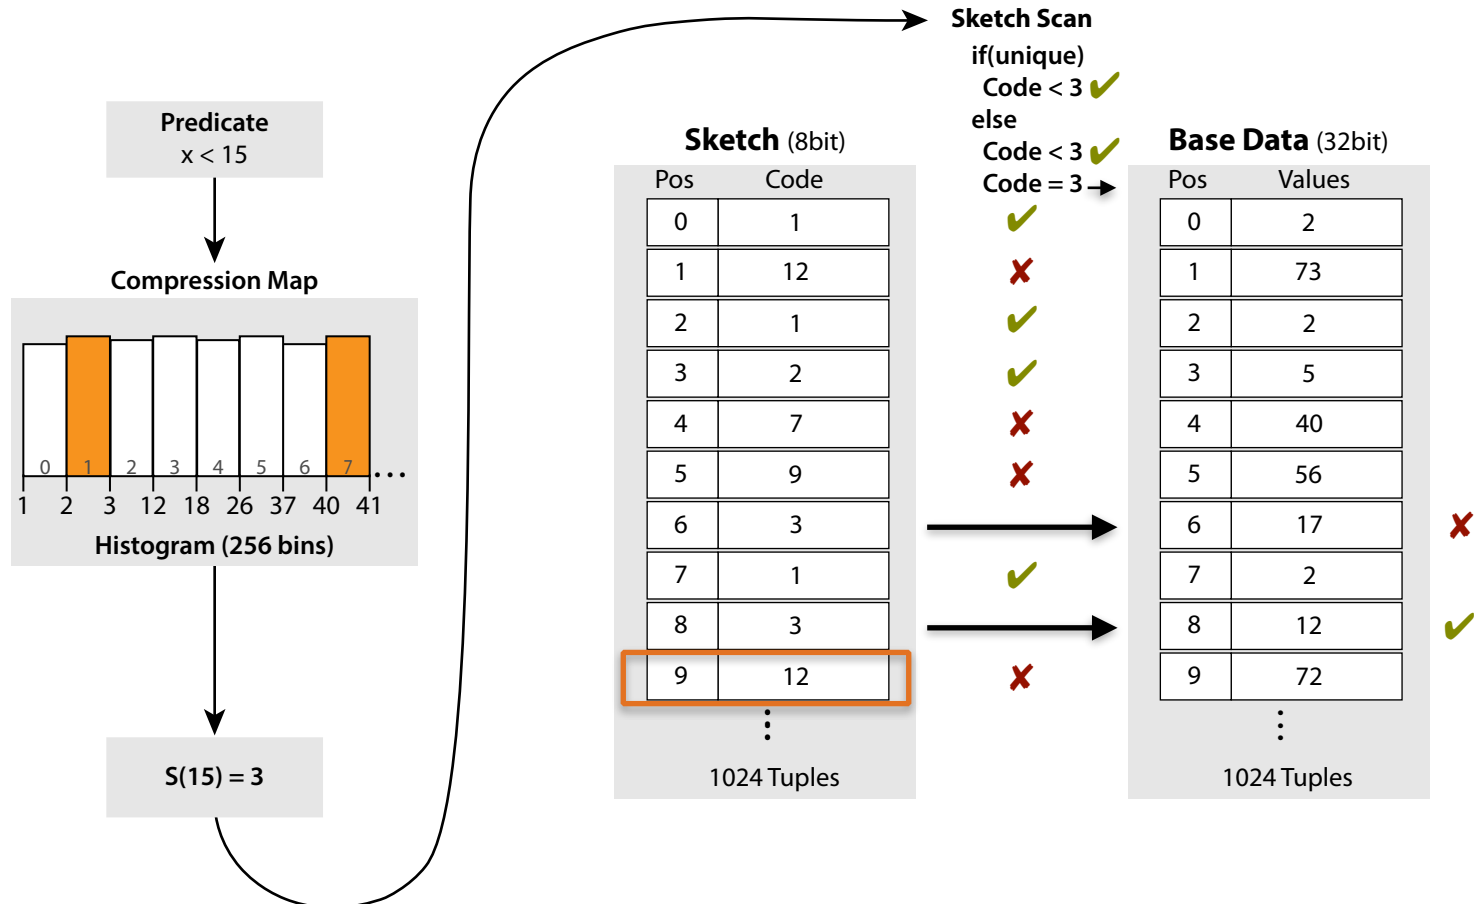 Predicate
x < 15
Compression Map
0 1 2 3 4 5 6 7 ...
1 2 3 12 18 26 37 40 41
Histogram (256 bins)
S(15) = 3
Sketch Scan
if(unique)
Code < 3 ✔
else
Code < 3 ✔
Code = 3
Sketch (8bit)
Pos Code
0 1 ✔
1 12 ✘
2 1 ✔
3 2 ✔
4 7 ✘
5 9 ✘
6 3
7 1 ✔
8 3
9 12 ✘
⋮
1024 Tuples
Base Data (32bit)
Pos Values
0 2
1 73
2 2
3 5
4 40
5 56
6 17 ✘
7 2
8 12 ✔
9 72
⋮
1024 Tuples